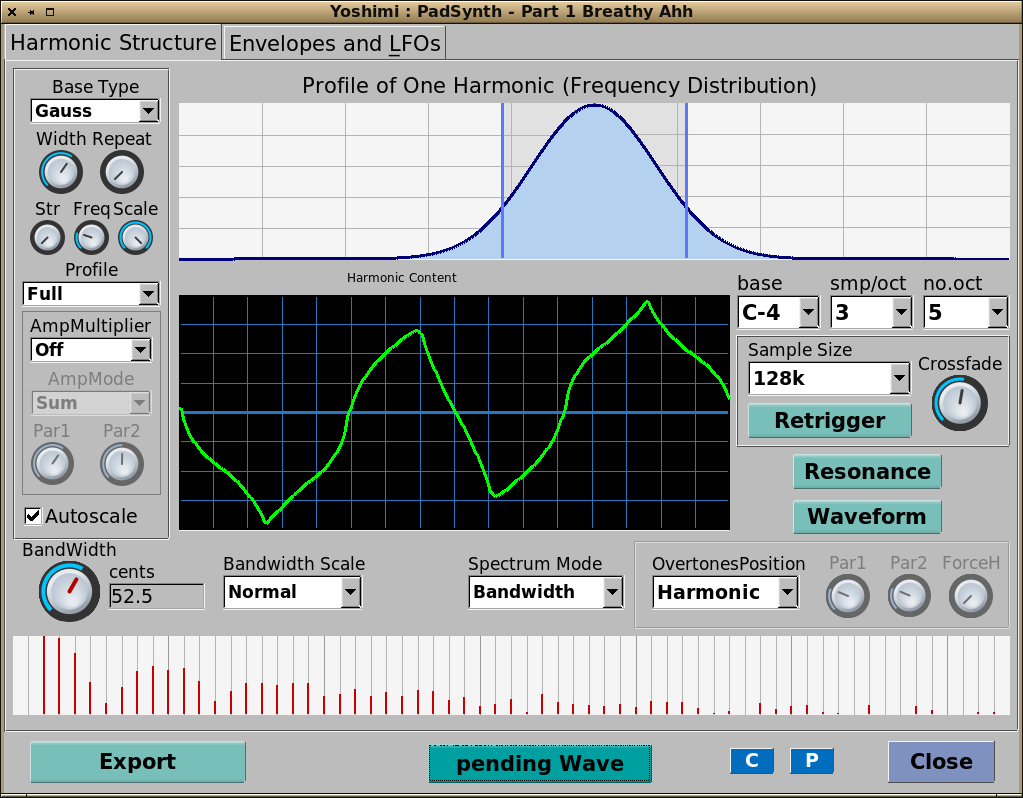 Yoshimi : PadSynth - Part 1 Breathy Ahh
Harmonic Structure
Envelopes and LFOs
Base Type
Gauss
Width Repeat
Str Freq Scale
Profile
Full
AmpMultiplier
Off
AmpMode
Sum
Par1 Par2
Autoscale
Profile of One Harmonic (Frequency Distribution)
Harmonic Content
base smp/oct no.oct
C-4 3 5
Sample Size
128k
Crossfade
Retrigger
Resonance
Waveform
BandWidth
cents
52.5
Bandwidth Scale
Normal
Spectrum Mode
Bandwidth
OvertonesPosition
Harmonic
Par1 Par2 ForceH
Export
pending Wave
C
P
Close